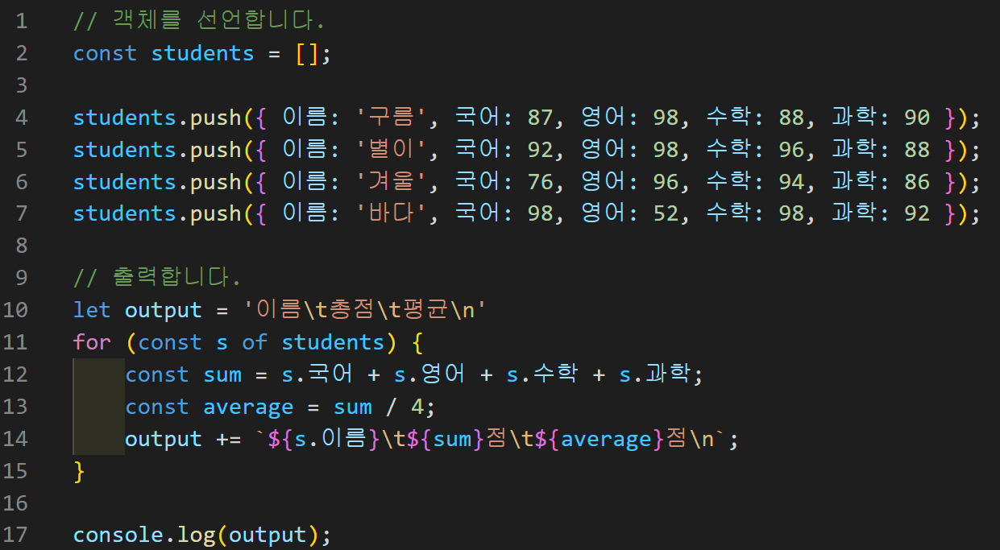 1 // 객체를 선언합니다.
2 const students = [];
3
4 students.push({ 이름: '구름', 국어: 87, 영어: 98, 수학: 88, 과학: 90 });
5 students.push({ 이름: '별이', 국어: 92, 영어: 98, 수학: 96, 과학: 88 });
6 students.push({ 이름: '겨울', 국어: 76, 영어: 96, 수학: 94, 과학: 86 });
7 students.push({ 이름: '바다', 국어: 98, 영어: 52, 수학: 98, 과학: 92 });
8
9 // 출력합니다.
10 let output = '이름\t총점\t평균\n'
11 for (const s of students) {
12     const sum = s.국어 + s.영어 + s.수학 + s.과학;
13     const average = sum / 4;
14     output += `${s.이름}\t${sum}점\t${average}점\n`;
15 }
16
17 console.log(output);